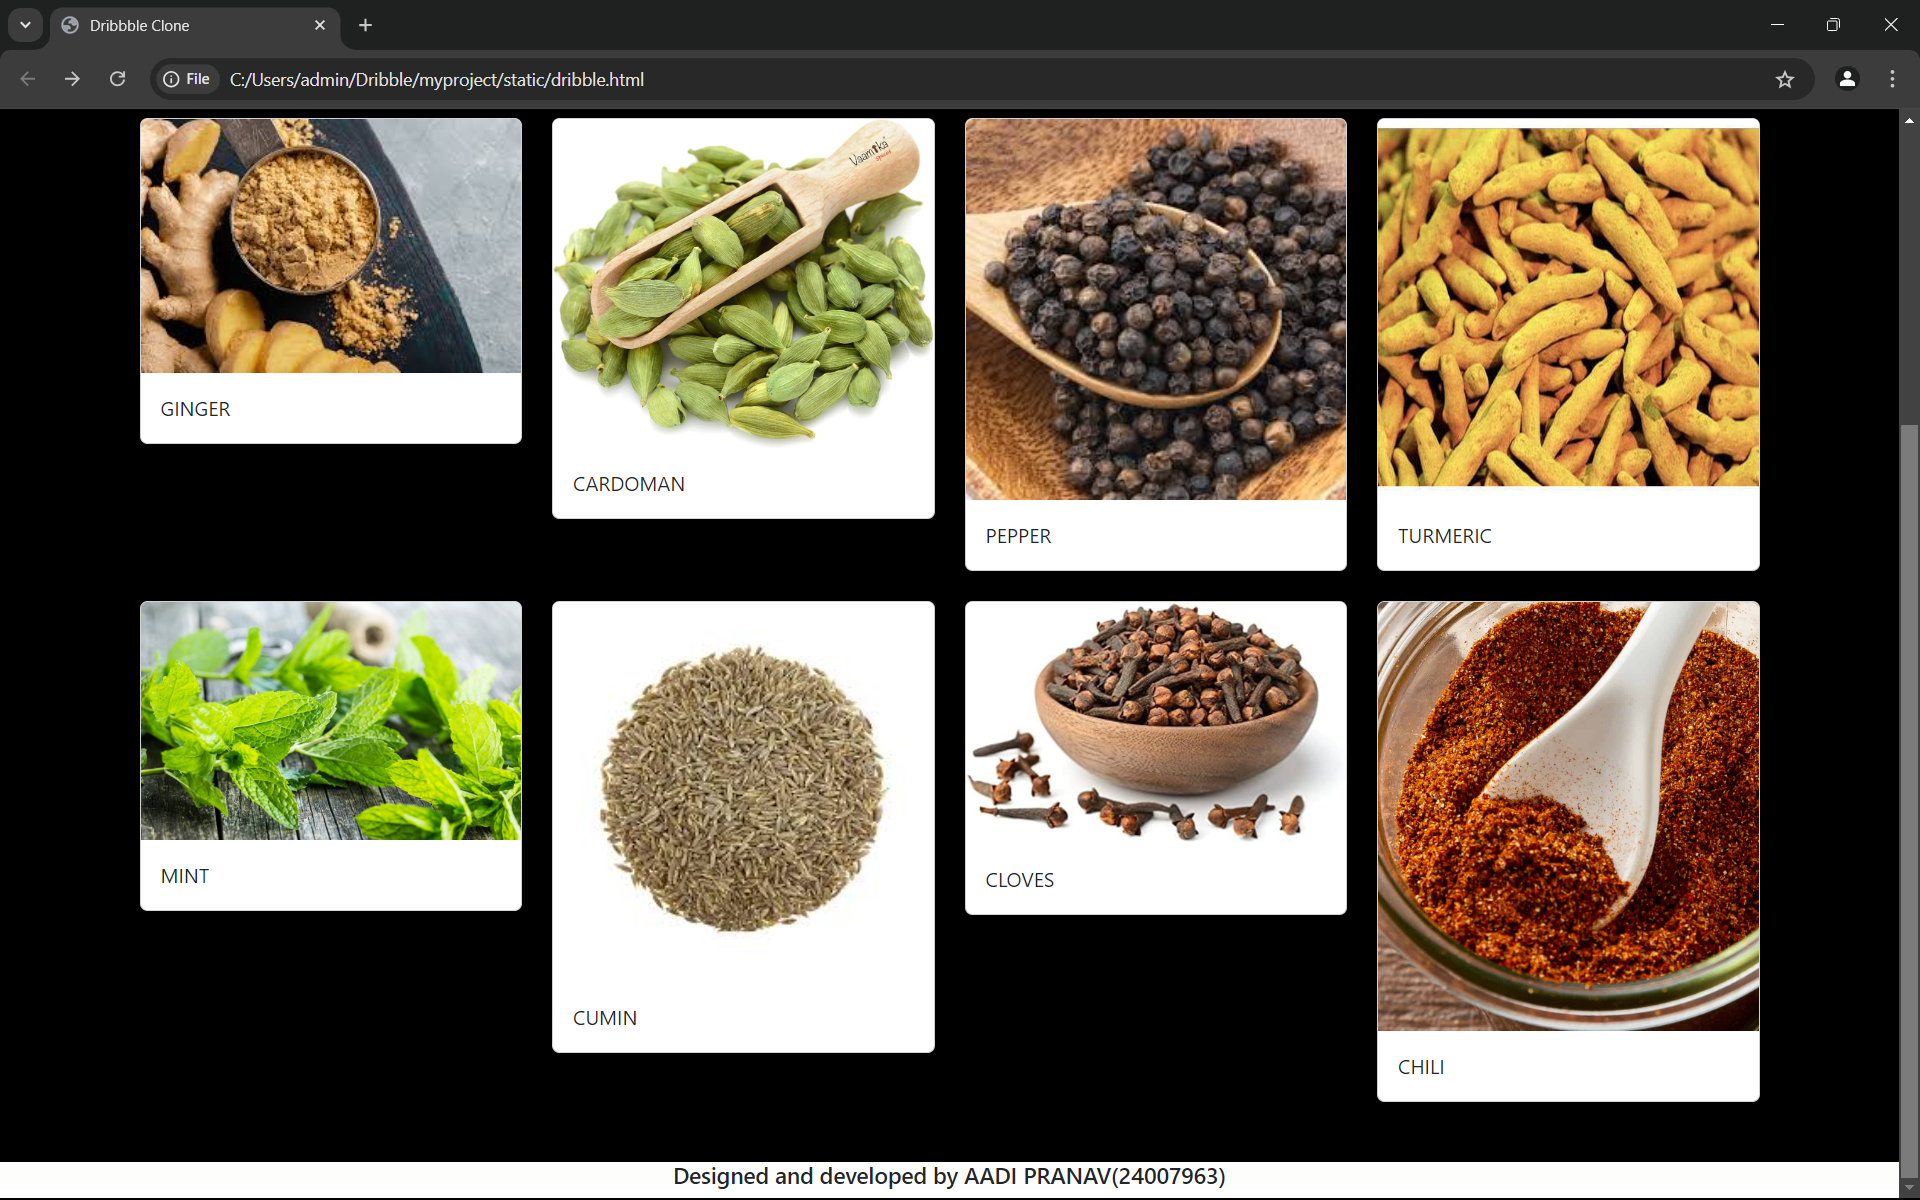 Dribbble Clone
File
C:/Users/admin/Dribble/myproject/static/dribble.html
Vaamika
GINGER
CARDOMAN
PEPPER
TURMERIC
MINT
CLOVES
CUMIN
CHILI
Designed and developed by AADI PRANAV(24007963)